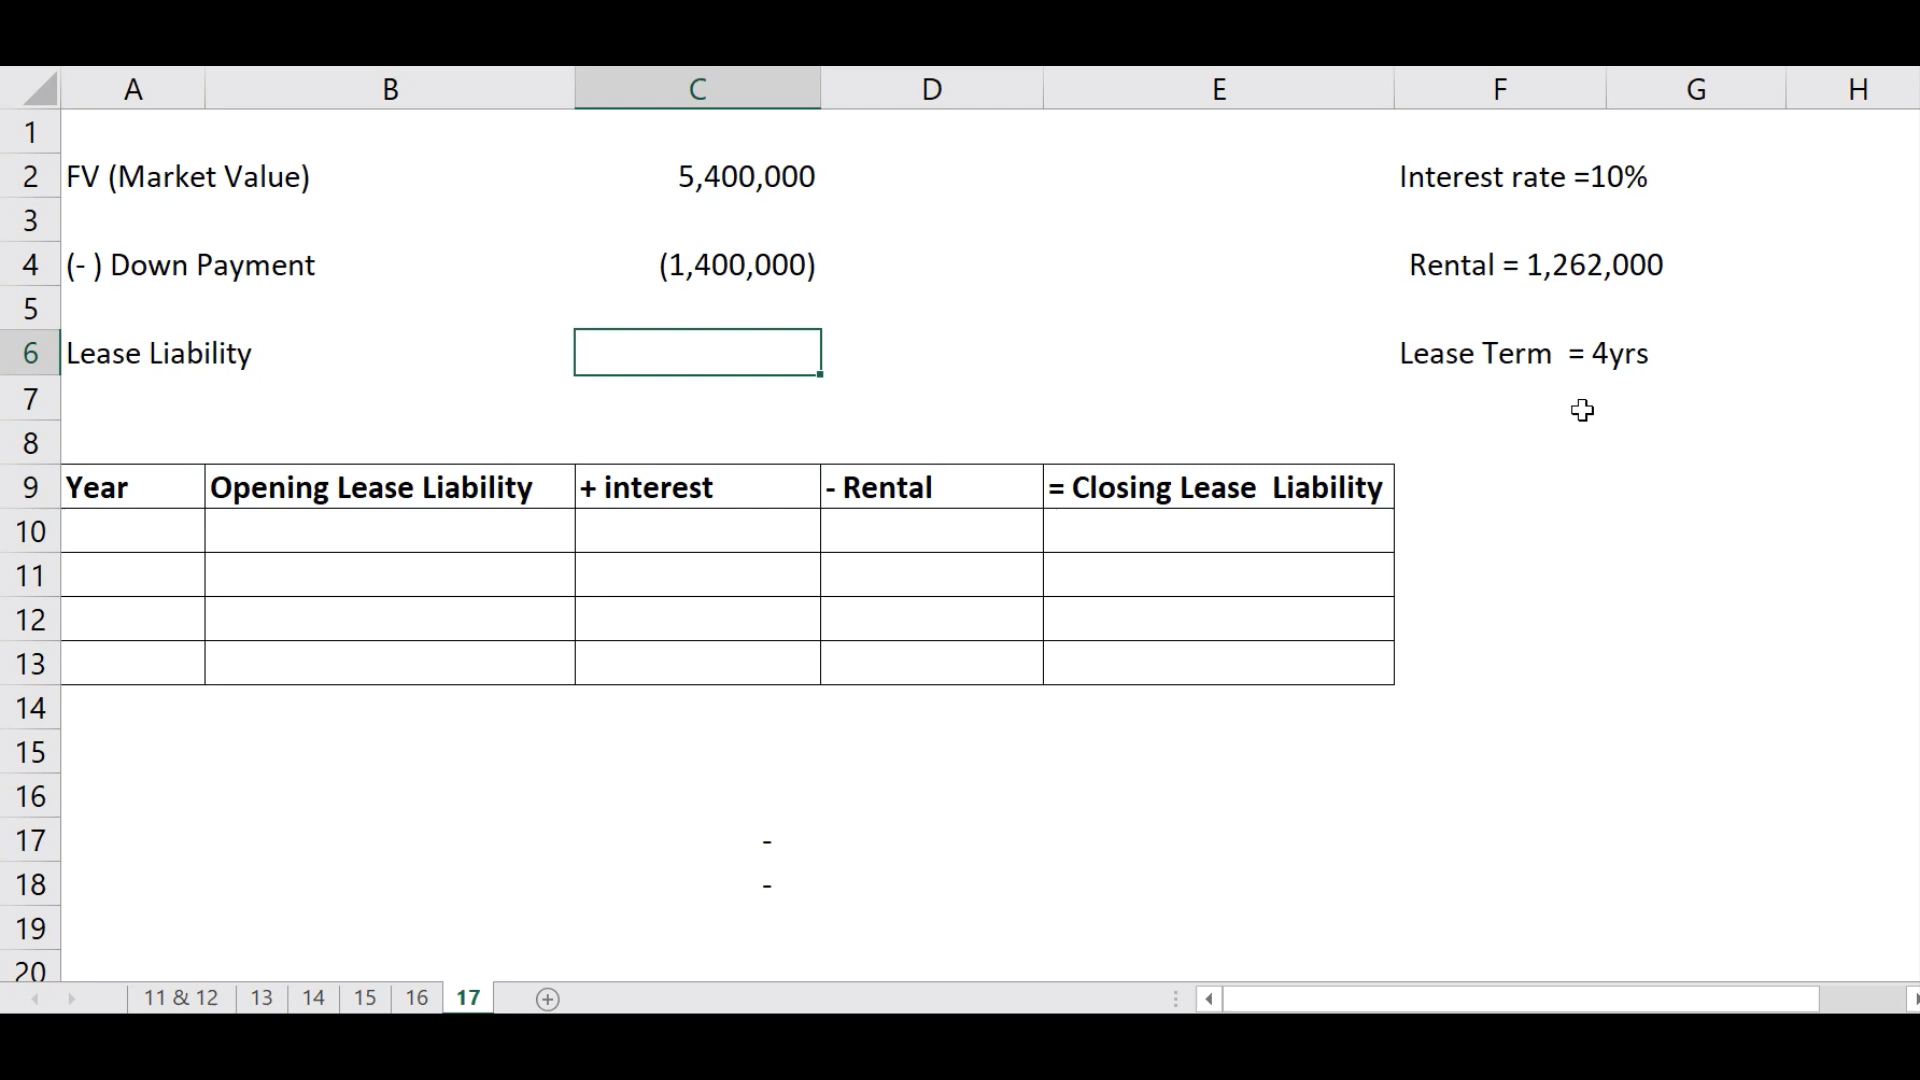 A B C D E F G H
1
2 FV (Market Value) 5,400,000 Interest rate =10%
3
4 (- ) Down Payment (1,400,000) Rental = 1,262,000
5
6 Lease Liability Lease Term = 4yrs
7
8
9 Year Opening Lease Liability + interest - Rental = Closing Lease Liability
10
11
12
13
14
15
16
17 -
18 -
19
20
11 & 12 13 14 15 16 17